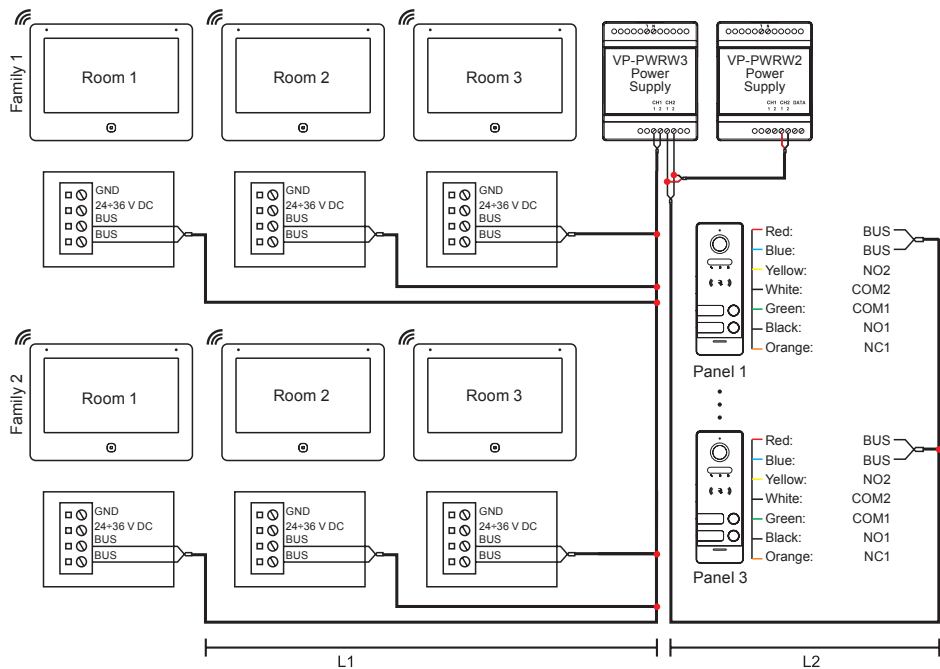 Family 1
Room 1
Room 2
Room 3
VP-PWRW3
Power
Supply
CH1 CH2
1 2 1 2
VP-PWRW2
Power
Supply
CH1 CH2 DATA
1 2 1 2
GND
24÷36 V DC
BUS
BUS
GND
24÷36 V DC
BUS
BUS
GND
24÷36 V DC
BUS
BUS
Red: BUS
Blue: BUS
Yellow: NO2
White: COM2
Green: COM1
Black: NO1
Orange: NC1
Panel 1
Family 2
Room 1
Room 2
Room 3
Red: BUS
Blue: BUS
Yellow: NO2
White: COM2
Green: COM1
Black: NO1
Orange: NC1
Panel 3
GND
24÷36 V DC
BUS
BUS
GND
24÷36 V DC
BUS
BUS
GND
24÷36 V DC
BUS
BUS
L1
L2